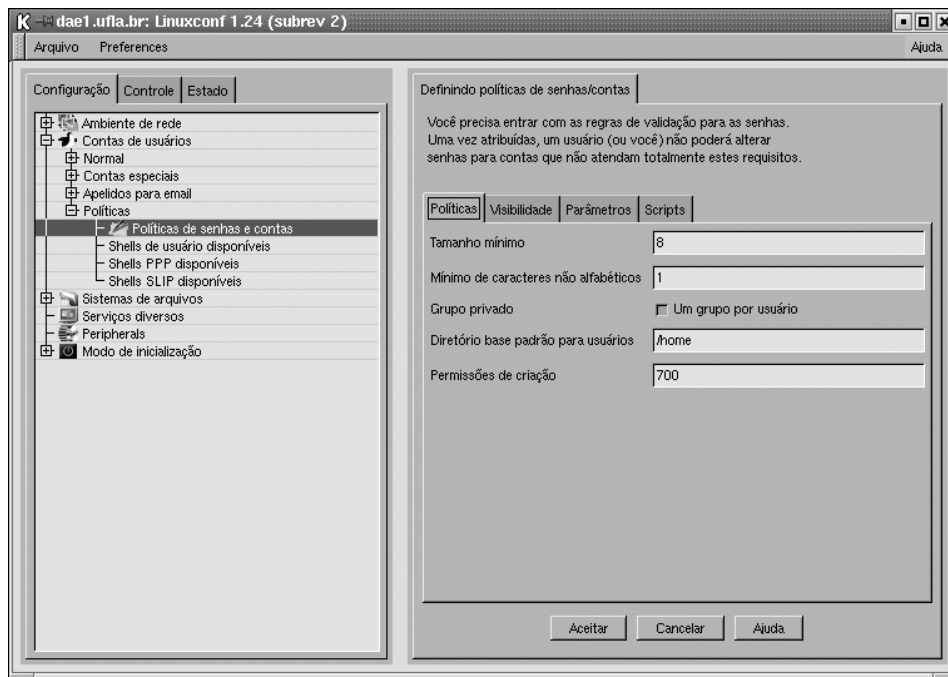 dae1.ufla.br: Linuxconf 1.24 (subrev 2)
Arquivo Preferences Ajuda
Configuração Controle Estado
Ambiente de rede
Contas de usuários
Normal
Contas especiais
Apelidos para email
Políticas
Políticas de senhas e contas
Shells de usuário disponíveis
Shells PPP disponíveis
Shells SLIP disponíveis
Sistemas de arquivos
Serviços diversos
Peripherals
Modo de inicialização
Definindo políticas de senhas/contas
Você precisa entrar com as regras de validação para as senhas.
Uma vez atribuídas, um usuário (ou você) não poderá alterar
senhas para contas que não atendam totalmente estes requisitos.
Políticas Visibilidade Parâmetros Scripts
Tamanho mínimo 8
Mínimo de caracteres não alfabéticos 1
Grupo privado Um grupo por usuário
Diretório base padrão para usuários /home
Permissões de criação 700
Aceitar Cancelar Ajuda